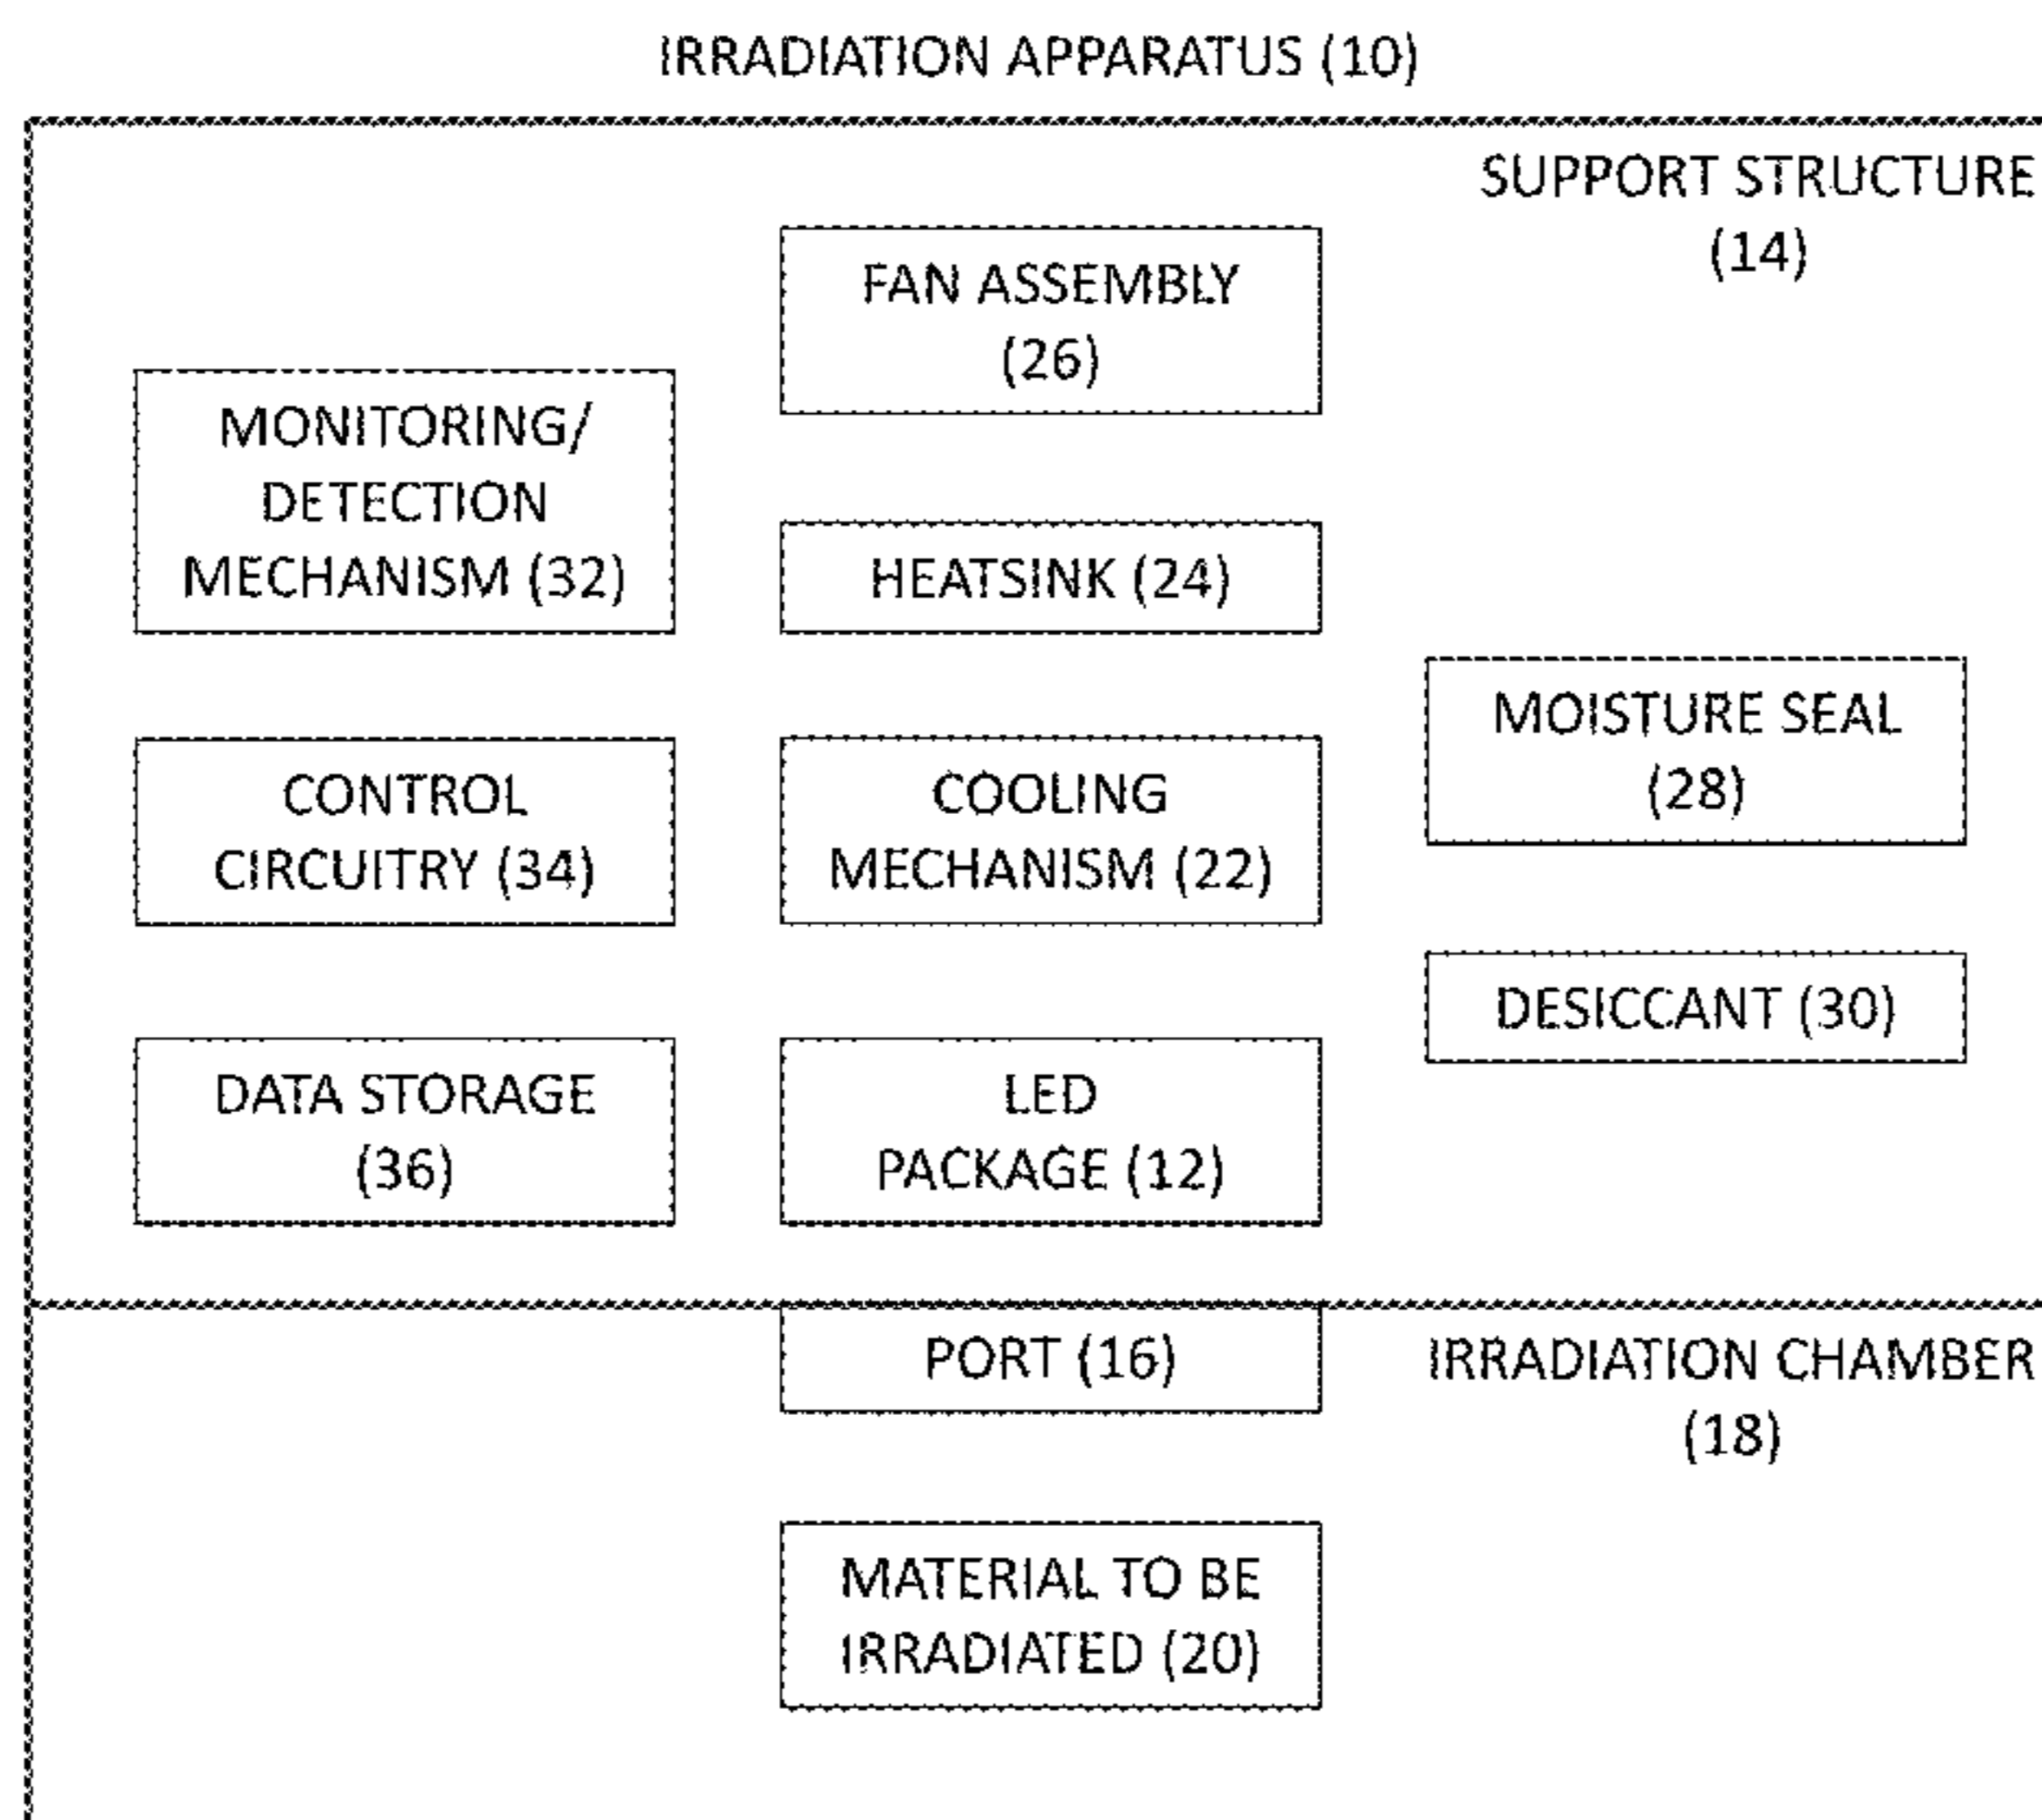 IRRADIATION APPARATUS (10)
SUPPORT STRUCTURE
(14)
FAN ASSEMBLY
(26)
MONITORING/
DETECTION
MECHANISM (32)
HEATSINK (24)
MOISTURE SEAL
(28)
CONTROL
CIRCUITRY (34)
COOLING
MECHANISM (22)
DESICCANT (30)
DATA STORAGE
(36)
LED
PACKAGE (12)
PORT (16)
IRRADIATION CHAMBER
(18)
MATERIAL TO BE
IRRADIATED (20)